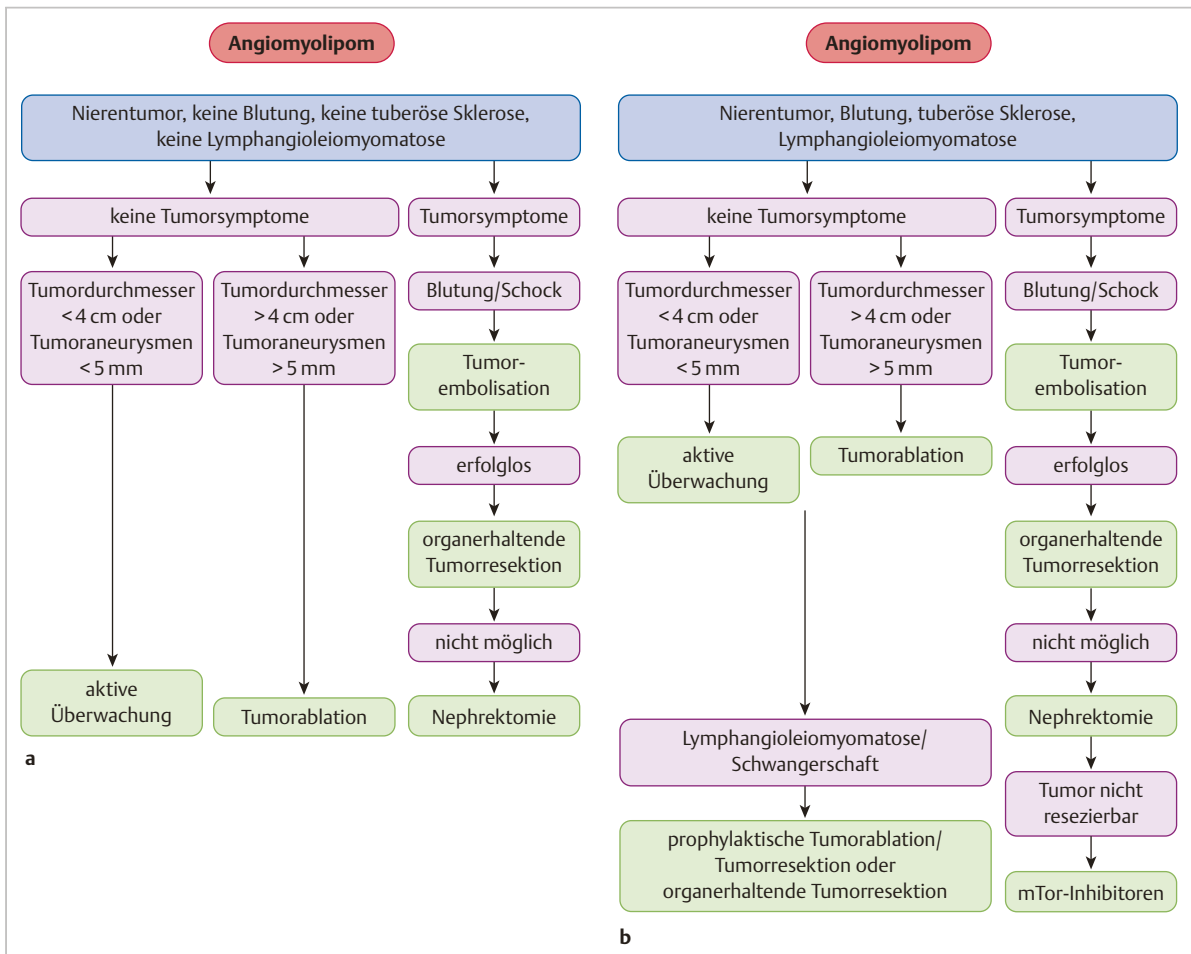 Angiomyolipom
Nierentumor, keine Blutung, keine tuberöse Sklerose,
keine Lymphangioleiomyomatose
keine Tumorsymptome
Tumorsymptome
Tumordurchmesser
< 4 cm oder
Tumoraneurysmen
< 5 mm
Tumordurchmesser
> 4 cm oder
Tumoraneurysmen
> 5 mm
Blutung/Schock
Tumor-
embolisation
erfolglos
organerhaltende
Tumorresektion
nicht möglich
aktive
Überwachung
Tumorablation
Nephrektomie
a
Angiomyolipom
Nierentumor, Blutung, tuberöse Sklerose,
Lymphangioleiomyomatose
keine Tumorsymptome
Tumorsymptome
Tumordurchmesser
< 4 cm oder
Tumoraneurysmen
< 5 mm
Tumordurchmesser
> 4 cm oder
Tumoraneurysmen
> 5 mm
Blutung/Schock
Tumor-
embolisation
aktive
Überwachung
Tumorablation
erfolglos
organerhaltende
Tumorresektion
nicht möglich
Nephrektomie
Lymphangioleiomyomatose/
Schwangerschaft
Tumor nicht
resezierbar
prophylaktische Tumorablation/
Tumorresektion oder
organerhaltende Tumorresektion
mTor-Inhibitoren
b